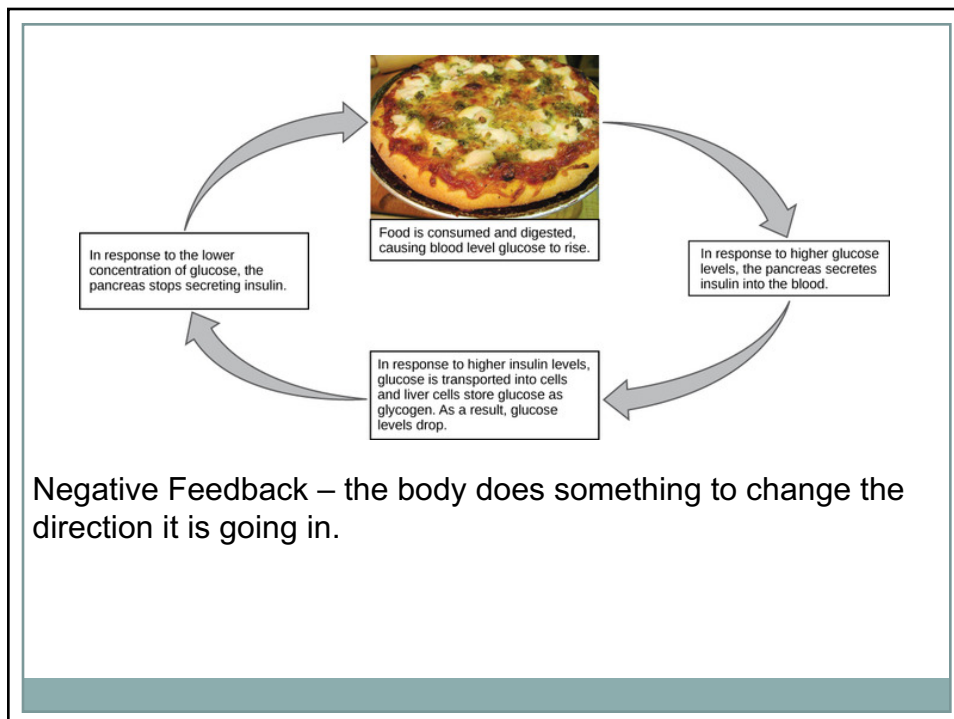 Food is consumed and digested,
causing blood level glucose to rise.
In response to higher glucose
levels, the pancreas secretes
insulin into the blood.
In response to higher insulin levels,
glucose is transported into cells
and liver cells store glucose as
glycogen. As a result, glucose
levels drop.
In response to the lower
concentration of glucose, the
pancreas stops secreting insulin.
Negative Feedback – the body does something to change the
direction it is going in.